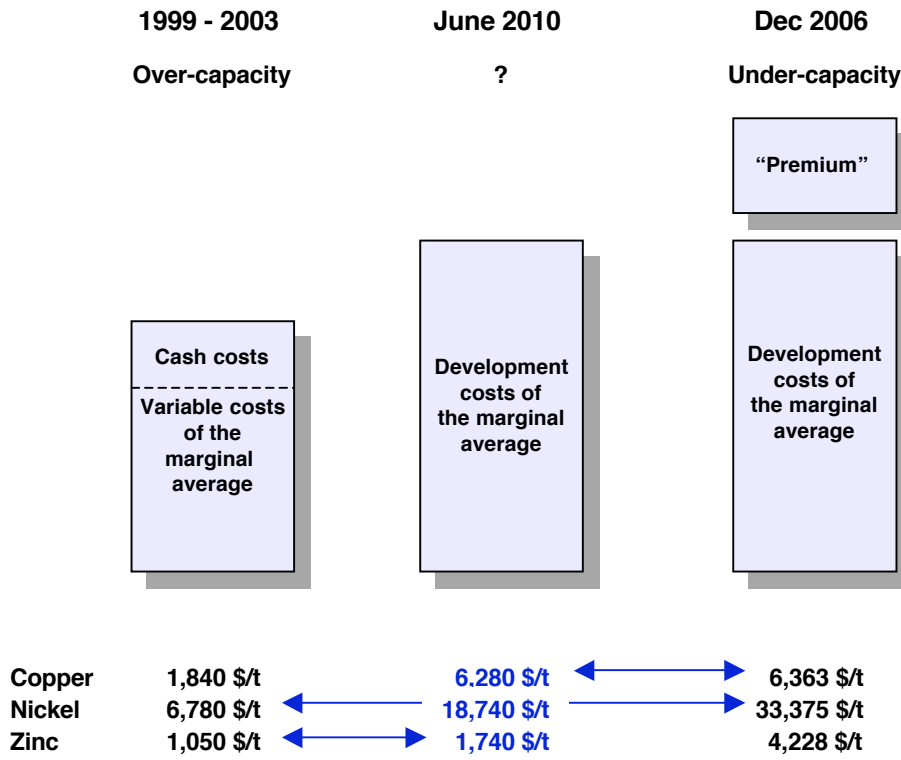 1999 - 2003 June 2010 Dec 2006
Over-capacity ? Under-capacity
“Premium”
Cash costs
Variable costs
of the
marginal
average
Development
costs of
the marginal
average
Development
costs of
the marginal
average
Copper 1,840 $/t 6,280 $/t 6,363 $/t
Nickel 6,780 $/t 18,740 $/t 33,375 $/t
Zinc 1,050 $/t 1,740 $/t 4,228 $/t